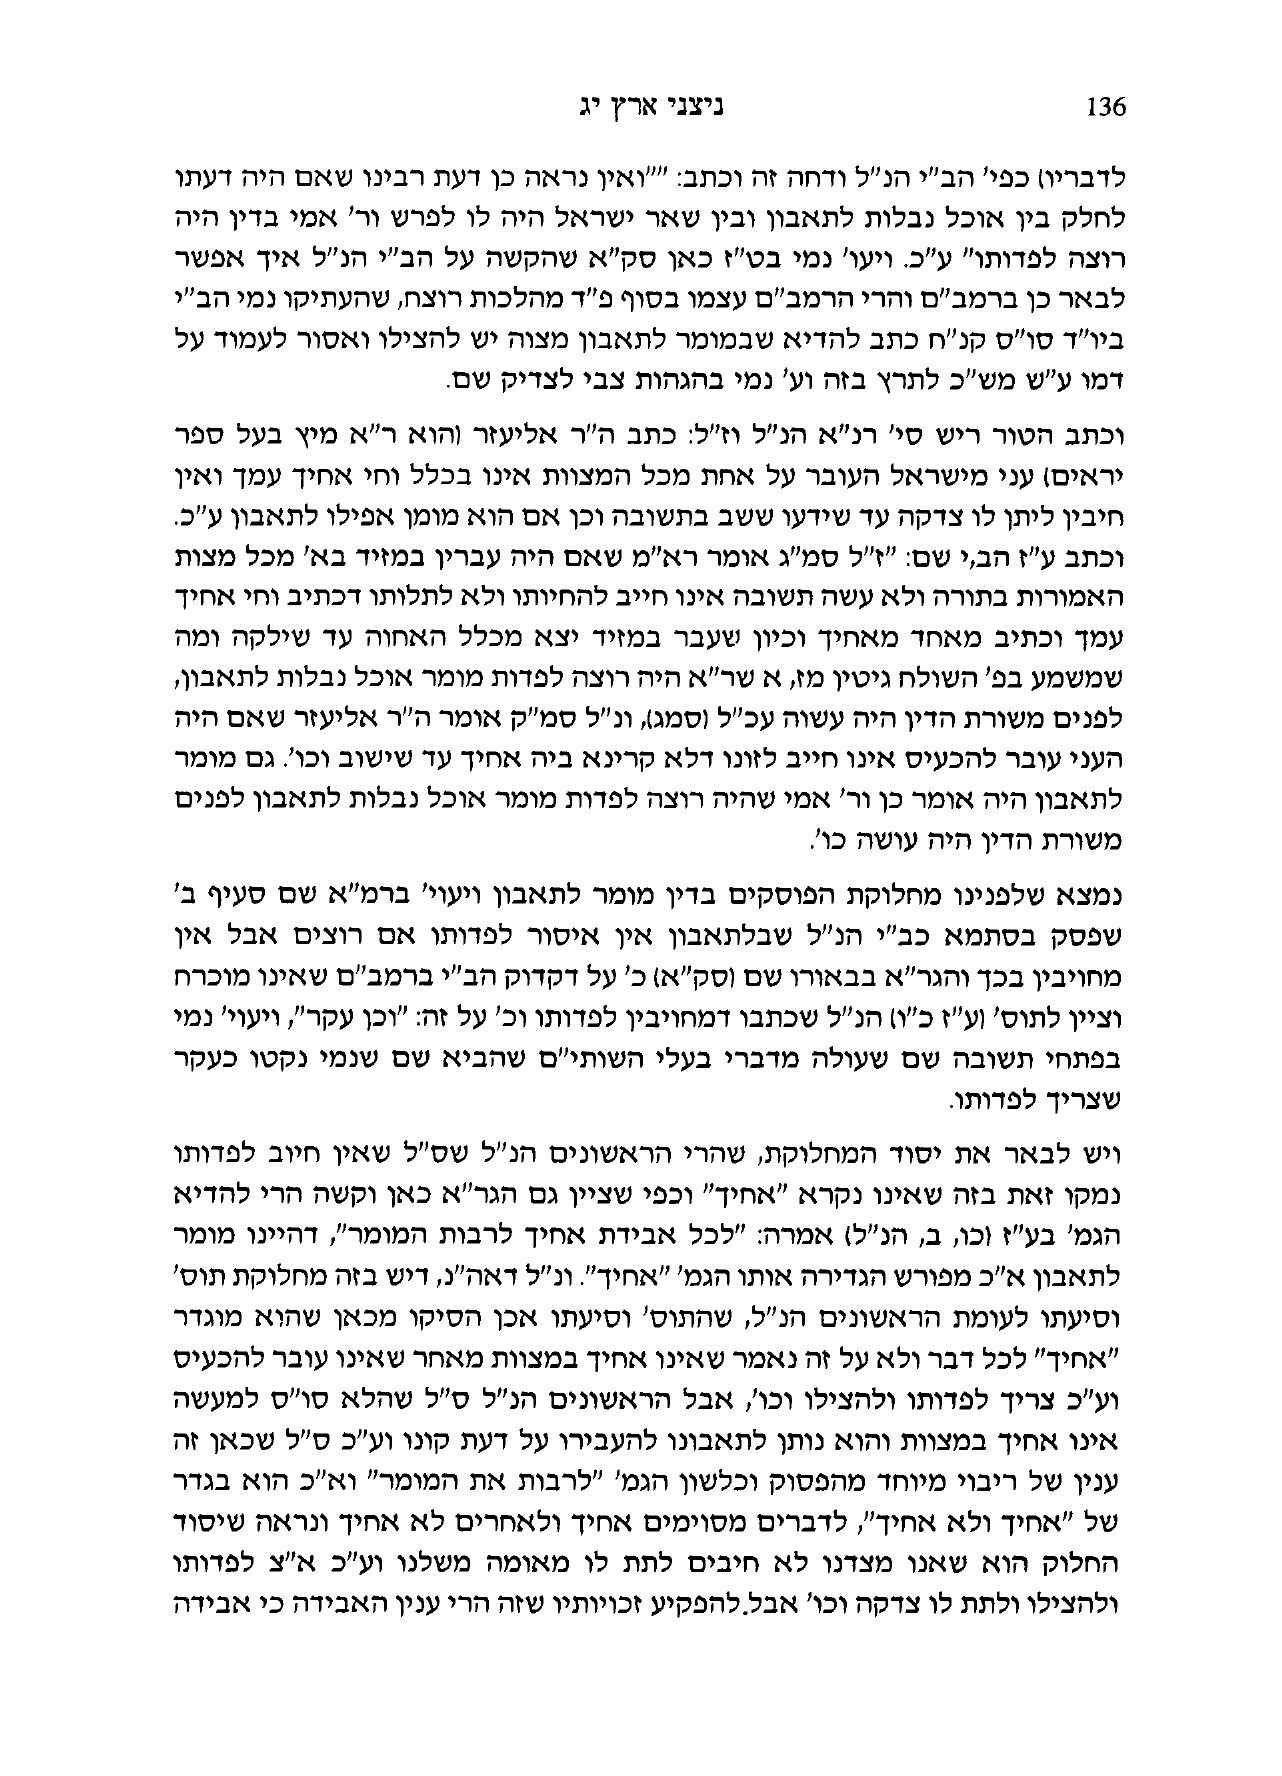 136
ניצני ארץ יג
לדבריו) כפי' הב"י הנ"ל ודחה זה וכתב: ""ואין נראה כן דעת רבינו שאם היה דעתו
לחלק בין אוכל נבלות לתאבון ובין שאר ישראל היה לו לפרש ור' אמי בדין היה
רוצה לפדותו" ע"כ. ויעו' נמי בט"ז כאן סק"א שהקשה על הב"י הנ"ל איך אפשר
לבאר כן ברמב"ם והרי הרמב"ם עצמו בסוף פ"ד מהלכות רוצח, שהעתיקו נמי הב"י
ביו"ד סו"ס קנ"ח כתב להדיא שבמומר לתאבון מצוה יש להצילו ואסור לעמוד על
דמו ע"ש מש"כ לתרץ בזה וע' נמי בהגהות צבי לצדיק שם.
וכתב הטור ריש סי' רנ"א הנ"ל וז"ל: כתב ה"ר אליעזר (הוא ר"א מיץ בעל ספר
יראים) עני מישראל העובר על אחת מכל המצוות אינו בכלל וחי אחיך עמך ואין
חיבין ליתן לו צדקה עד שידעו ששב בתשובה וכן אם הוא מומן אפילו לתאבון ע"כ.
וכתב ע"ז הב,י שם: "ז"ל סמ"ג אומר רא"מ שאם היה עברין במזיד בא' מכל מצות
האמורות בתורה ולא עשה תשובה אינו חייב להחיותו ולא לתלותו דכתיב וחי אחיך
עמך וכתיב מאחד מאחיך וכיון שעבר במזיד יצא מכלל האחוה עד שילקה ומה
שמשמע בפ' השולח גיטין מז, א שר"א היה רוצה לפדות מומר אוכל נבלות לתאבון,
לפנים משורת הדין היה עשוה עכ"ל (סמג), ונ"ל סמ"ק אומר ה"ר אליעזר שאם היה
העני עובר להכעיס אינו חייב לזונו דלא קרינא ביה אחיך עד שישוב וכו'. גם מומר
לתאבון היה אומר כן ור' אמי שהיה רוצה לפדות מומר אוכל נבלות לתאבון לפנים
משורת הדין היה עושה כו'.
נמצא שלפנינו מחלוקת הפוסקים בדין מומר לתאבון ויעוי' ברמ"א שם סעיף ב'
שפסק בסתמא כב"י הנ"ל שבלתאבון אין איסור לפדותו אם רוצים אבל אין
מחויבין בכך והגר"א בבאורו שם (סק"א) כ' על דקדוק הב"י ברמב"ם שאינו מוכרח
וציין לתוס' (ע"ז כ"ו) הנ"ל שכתבו דמחויבין לפדותו וכ' על זה: "וכן עקר", ויעוי' נמי
בפתחי תשובה שם שעולה מדברי בעלי השותי"ם שהביא שם שנמי נקטו כעקר
שצריך לפדותו.
ויש לבאר את יסוד המחלוקת, שהרי הראשונים הנ"ל שס"ל שאין חיוב לפדותו
נמקו זאת בזה שאינו נקרא "אחיך" וכפי שציין גם הגר"א כאן וקשה הרי להדיא
הגמ' בע"ז (כו, ב, הנ"ל) אמרה: "לכל אבידת אחיך לרבות המומר", דהיינו מומר
לתאבון א"כ מפורש הגדירה אותו הגמ' "אחיך". ונ"ל דאה"נ, דיש בזה מחלוקת תוס'
וסיעתו לעומת הראשונים הנ"ל, שהתוס' וסיעתו אכן הסיקו מכאן שהוא מוגדר
"אחיך" לכל דבר ולא על זה נאמר שאינו אחיך במצוות מאחר שאינו עובר להכעיס
וע"כ צריך לפדותו ולהצילו וכו', אבל הראשונים הנ"ל ס"ל שהלא סו"ס למעשה
אינו אחיך במצוות והוא נותן לתאבונו להעבירו על דעת קונו וע"כ ס"ל שכאן זה
ענין של ריבוי מיוחד מהפסוק וכלשון הגמ' "לרבות את המומר" וא"כ הוא בגדר
של "אחיך ולא אחיך", לדברים מסוימים אחיך ולאחרים לא אחיך ונראה שיסוד
החלוק הוא שאנו מצדנו לא חיבים לתת לו מאומה משלנו וע"כ א"צ לפדותו
ולהצילו ולתת לו צדקה וכו' אבל.להפקיע זכויותיו שזה הרי ענין האבידה כי אבידה